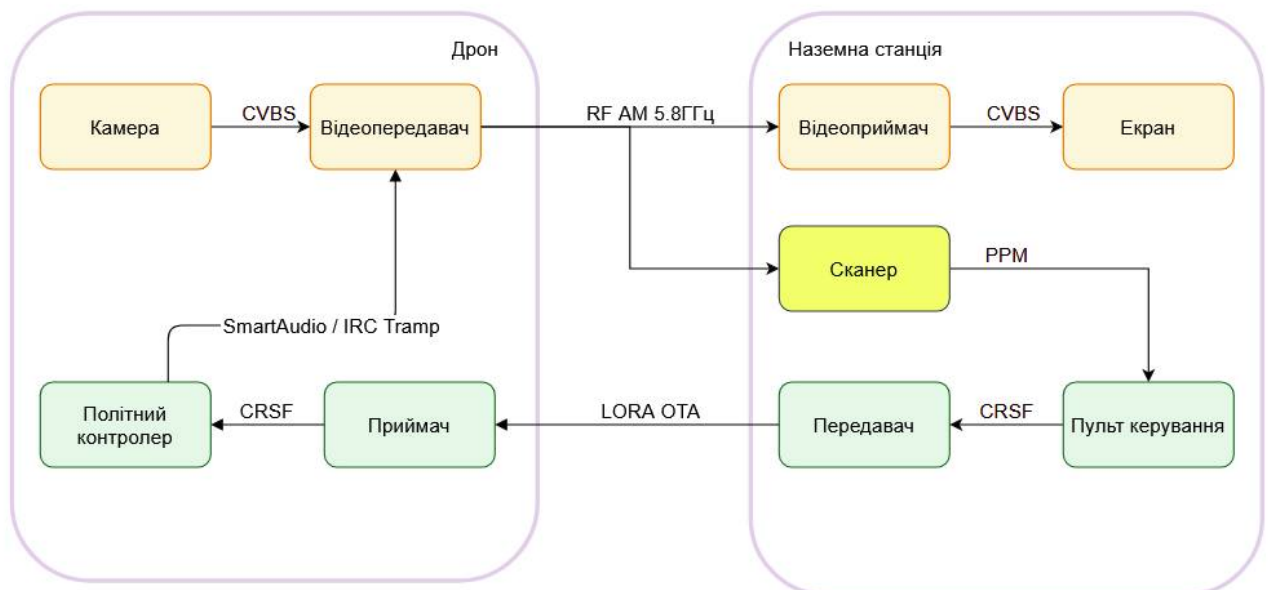 Дрон
Наземна станція
Камера
CVBS
Відеопередавач
RF AM 5.8ГГц
Відеоприймач
CVBS
Екран
Сканер
PPM
SmartAudio / IRC Tramp
Політний
контролер
CRSF
Приймач
LORA OTA
Передавач
CRSF
Пульт керування